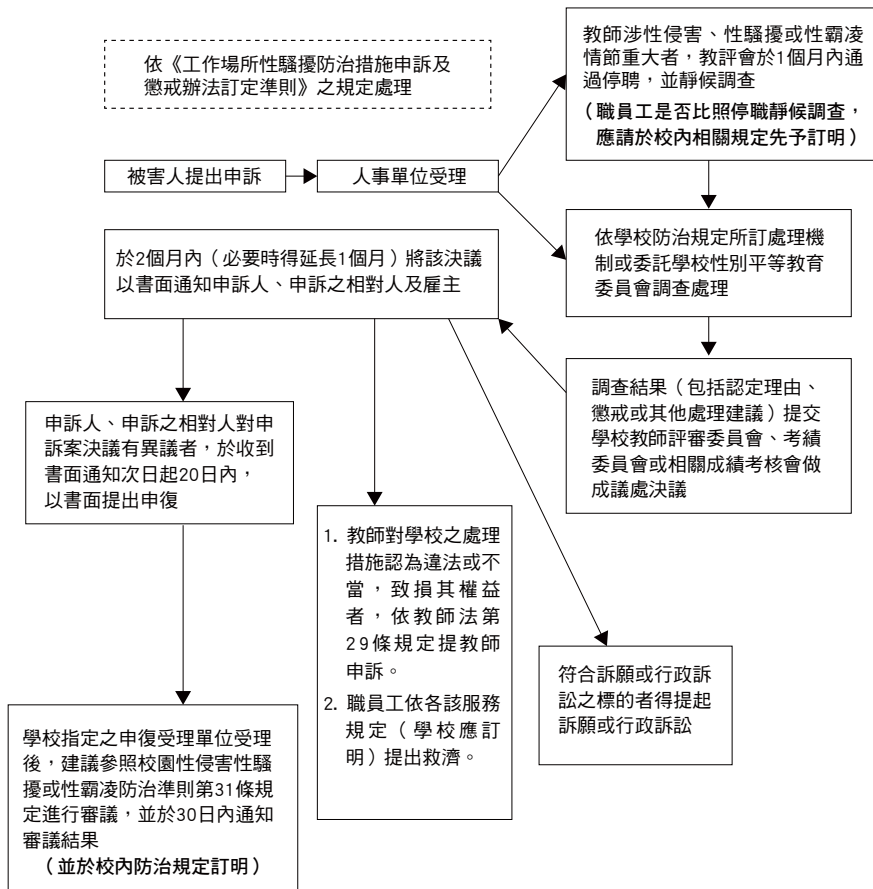 依《工作場所性騷擾防治措施申訴及
懲戒辦法訂定準則》之規定處理
教師涉性侵害、性騷擾或性霸凌
情節重大者，教評會於1個月內通
過停聘，並靜候調查
（職員工是否比照停職靜候調查，
應請於校內相關規定先予訂明）
被害人提出申訴
人事單位受理
依學校防治規定所訂處理機
制或委託學校性別平等教育
委員會調查處理
於2個月內（必要時得延長1個月）將該決議
以書面通知申訴人、申訴之相對人及雇主
調查結果（包括認定理由、
懲戒或其他處理建議）提交
學校教師評審委員會、考績
委員會或相關成績考核會做
成議處決議
申訴人、申訴之相對人對申
訴案決議有異議者，於收到
書面通知次日起20日內，
以書面提出申復
1. 教師對學校之處理
措施認為違法或不
當，致損其權益
者，依教師法第
29條規定提教師
申訴。
2. 職員工依各該服務
規定（學校應訂
明）提出救濟。
符合訴願或行政訴
訟之標的者得提起
訴願或行政訴訟
學校指定之申復受理單位受理
後，建議參照校園性侵害性騷
擾或性霸凌防治準則第31條規
定進行審議，並於30日內通知
審議結果
（並於校內防治規定訂明）